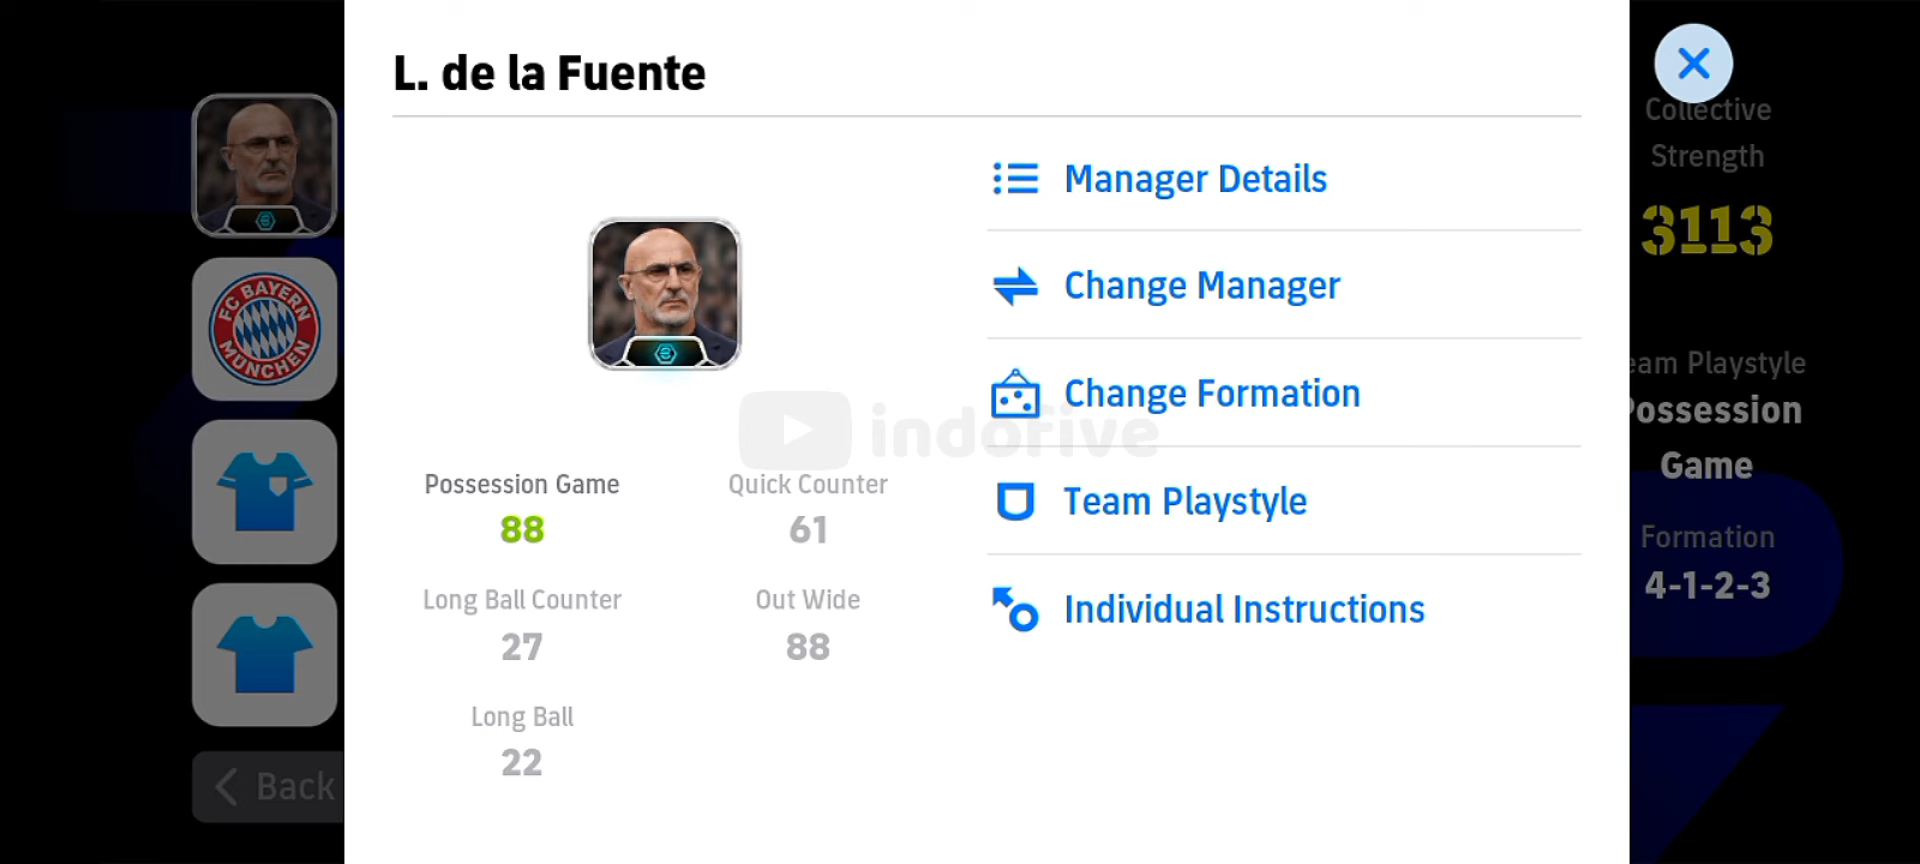 L. de la Fuente
Manager Details
Change Manager
Change Formation
Team Playstyle
Individual Instructions
Possession Game
88
Quick Counter
61
Long Ball Counter
27
Out Wide
88
Long Ball
22
indofive
FC BAYERN
MÜNCHEN
Back
Collective
Strength
3113
eam Playstyle
Possession
Game
Formation
4-1-2-3